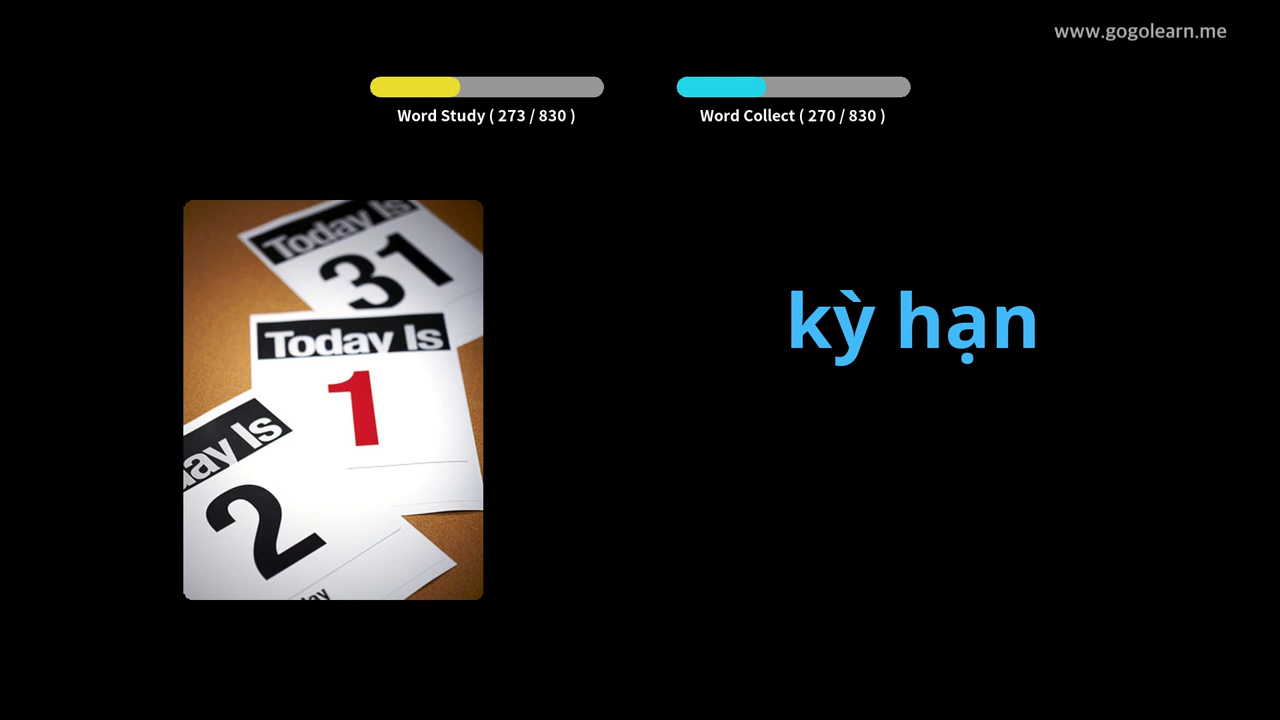 www.gogolearn.me
Word Study ( 273 / 830 )
Word Collect ( 270 / 830 )
Today Is
31
Today Is
1
ay Is
2
kỳ hạn